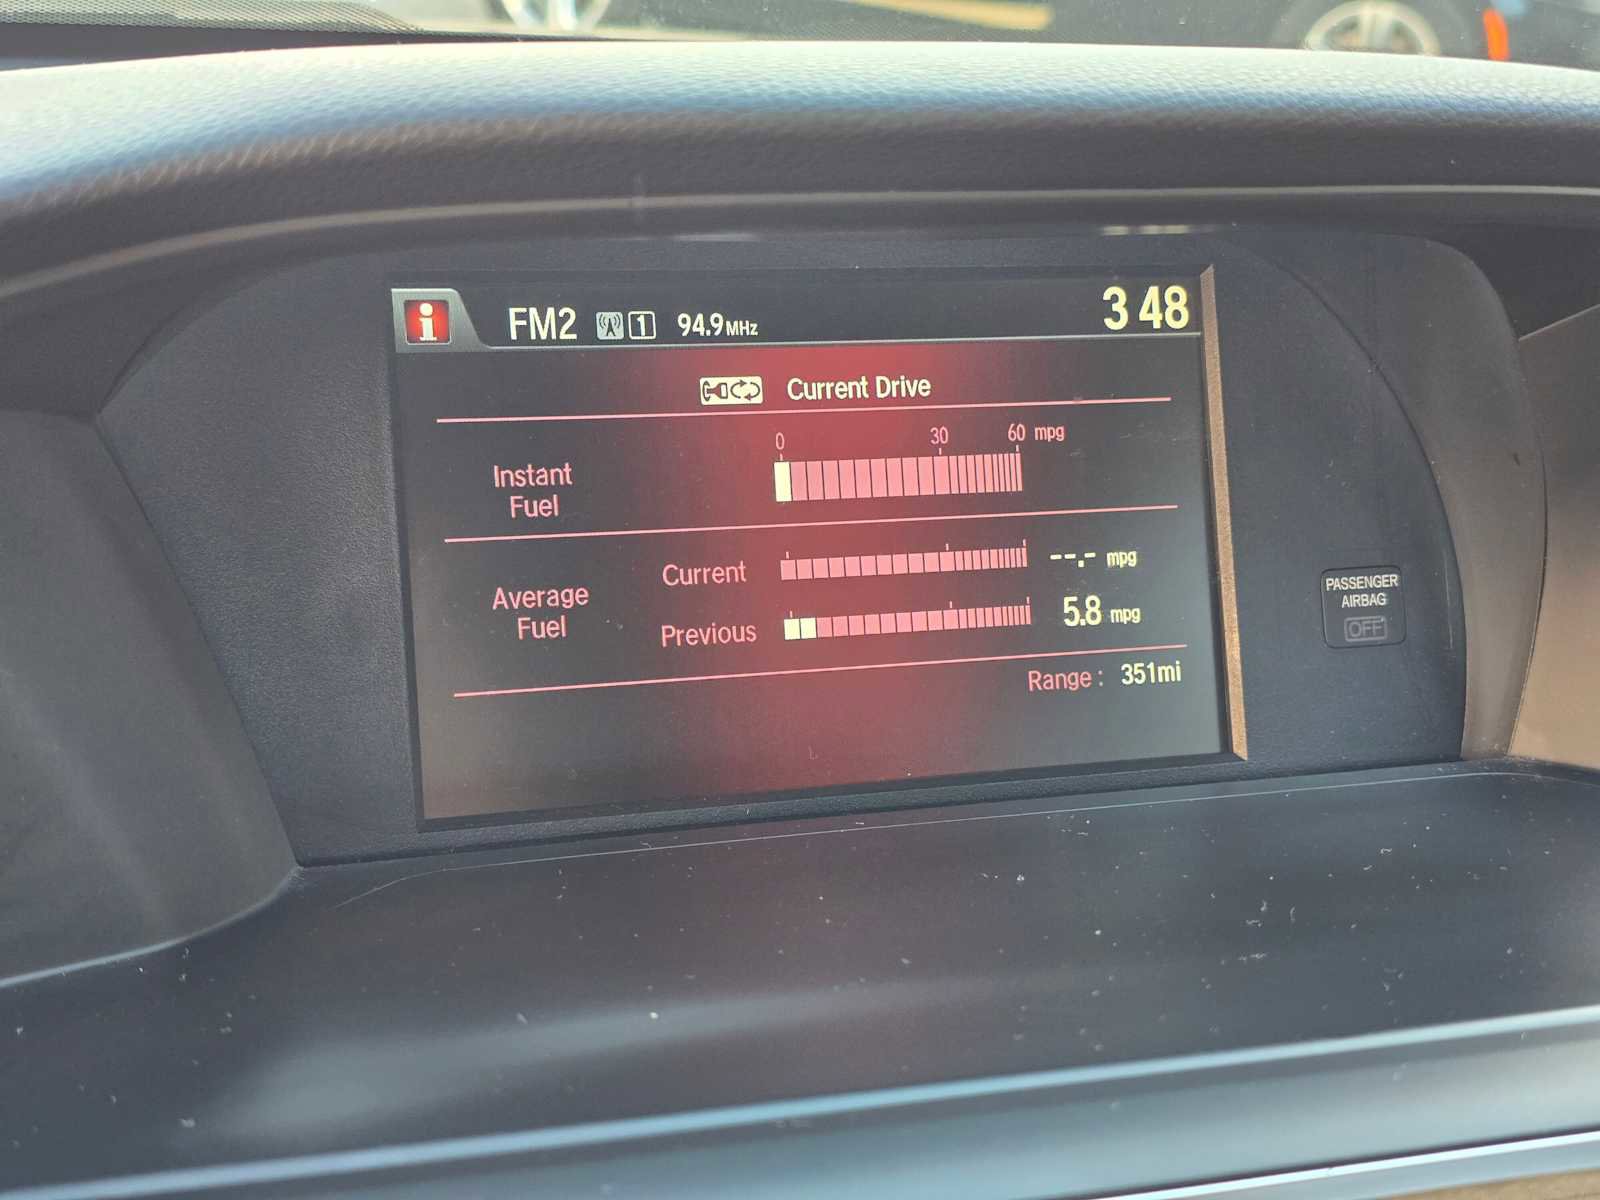 i FM2 1 94.9MHz 3 48
Current Drive
0 30 60 mpg
Instant
Fuel
Average
Fuel
Current --.- mpg
Previous 5.8 mpg
Range : 351mi
PASSENGER
AIRBAG
OFF